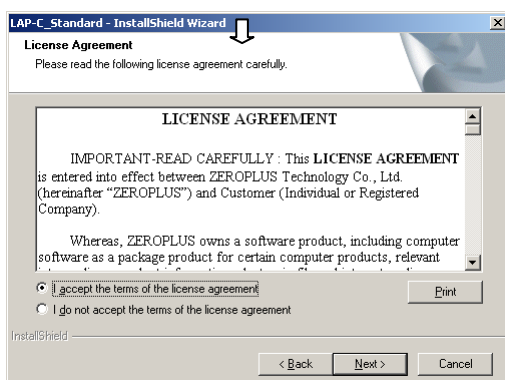 LAP-C_Standard - InstallShield Wizard
License Agreement
Please read the following license agreement carefully.
LICENSE AGREEMENT
IMPORTANT-READ CAREFULLY : This LICENSE AGREEMENT
is entered into effect between ZEROPLUS Technology Co., Ltd.
(hereinafter “ZEROPLUS”) and Customer (Individual or Registered
Company).
Whereas, ZEROPLUS owns a software product, including computer
software as a package product for certain computer products, relevant
I accept the terms of the license agreement
Print
I do not accept the terms of the license agreement
InstallShield
< Back
Next >
Cancel